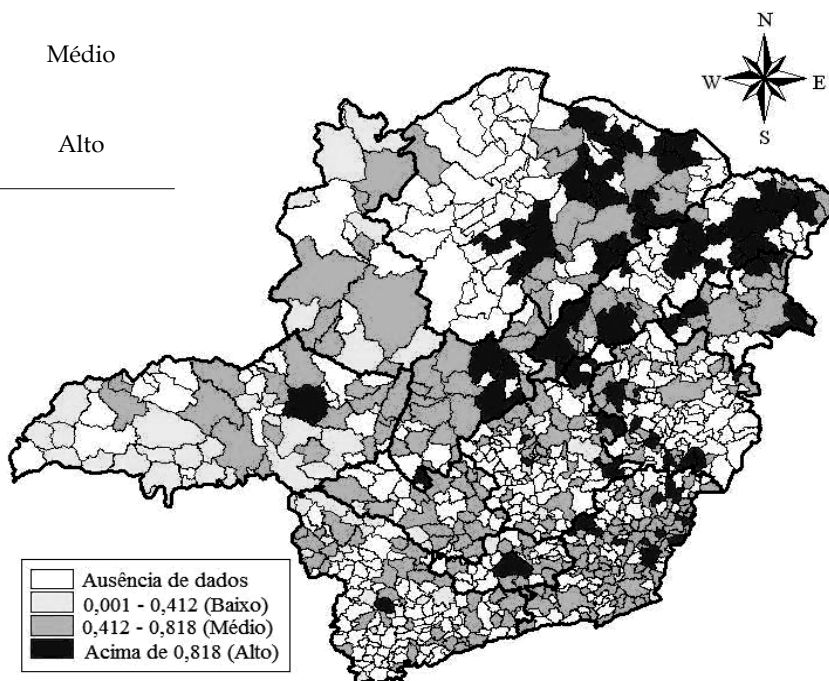 Médio
Alto
N
W E
S
Ausência de dados
0,001 - 0,412 (Baixo)
0,412 - 0,818 (Médio)
Acima de 0,818 (Alto)